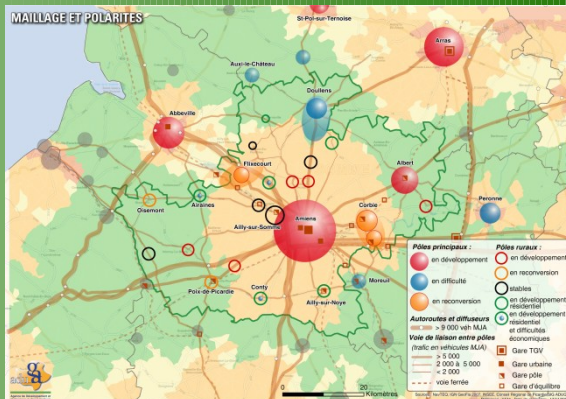 MAILLAGE ET POLARITES
St-Pol-sur-Ternoise
Arras
Auxi-le-Château
Doullens
Abbeville
Flixecourt
Albert
Oisemont
Airaines
Ailly-sur-Somme
Amiens
Corbie
Peronne
Poix-de-Picardie
Conty
Ailly-sur-Noye
Moreuil
Pôles principaux :
en développement
en difficulté
en reconversion
Autoroutes et diffuseurs
> 9 000 véh MJA
Voie de liaison entre pôles
(trafic en véhicules MJA)
> 5 000
2 000 à 5 000
< 2 000
voie ferrée
Pôles ruraux :
en développement
en reconversion
stables
en développement
résidentiel
en développement
résidentiel
et difficultés
économiques
Gare TGV
Gare urbaine
Gare pôle
Gare d'équilibre
0
20
Kilomètres